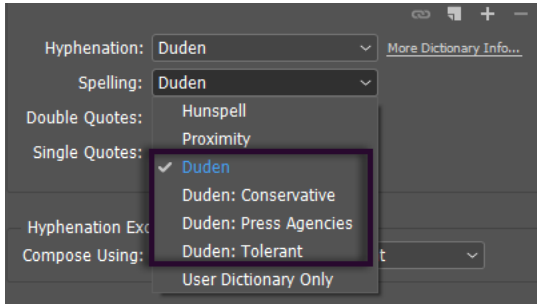 Hyphenation: Duden More Dictionary Info...
Spelling: Duden
Hunspell
Double Quotes:
Proximity
Single Quotes:
Duden
Duden: Conservative
Duden: Press Agencies
Hyphenation Exc
Duden: Tolerant
Compose Using: t
User Dictionary Only